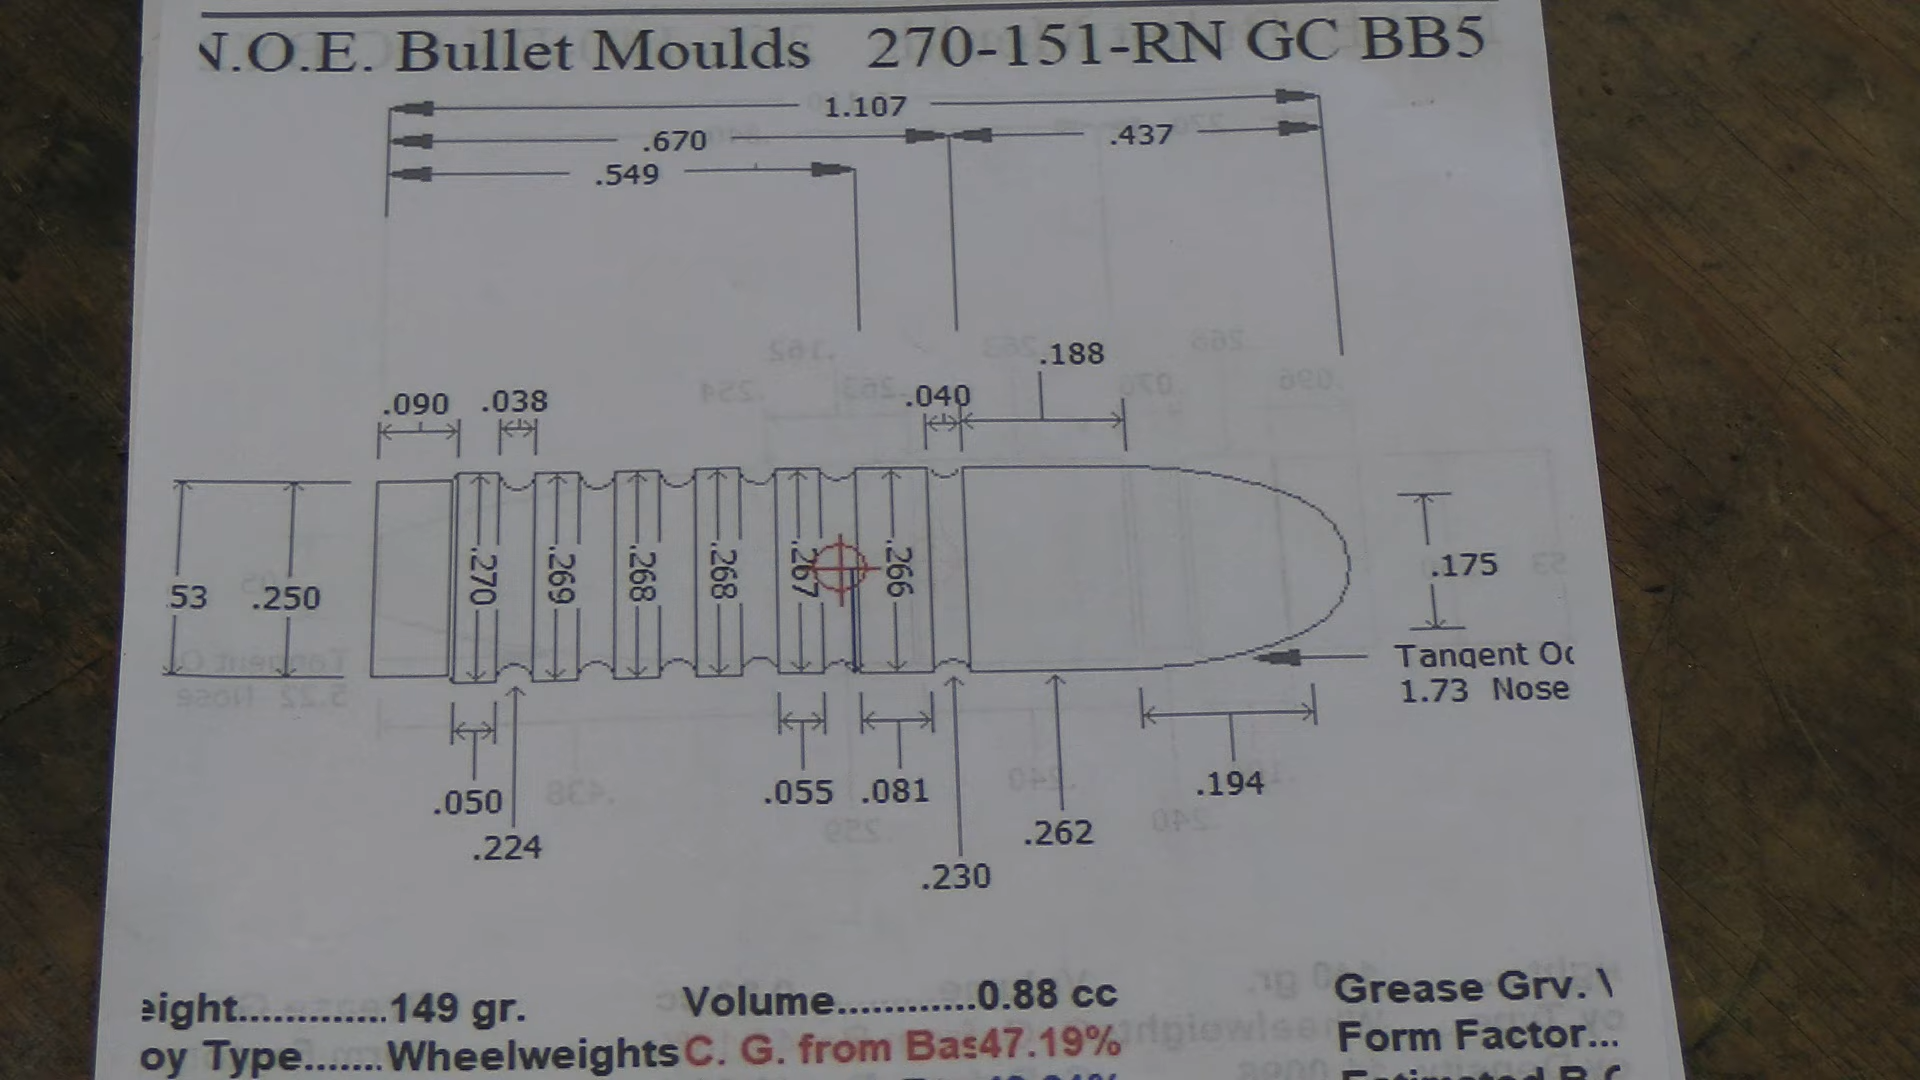 N.O.E. Bullet Moulds 270-151-RN GC BB5
1.107
.670
.437
.549
.188
.090
.038
.040
.270
.269
.268
.268
.267
.266
53
.250
.175
Tangent
1.73 Nose
.050
.055
.081
.194
.224
.262
.230
eight.............149 gr.
Volume............0.88 cc
Grease Grv.
oy Type.......Wheelweights
C. G. from Bas47.19%
Form Factor...